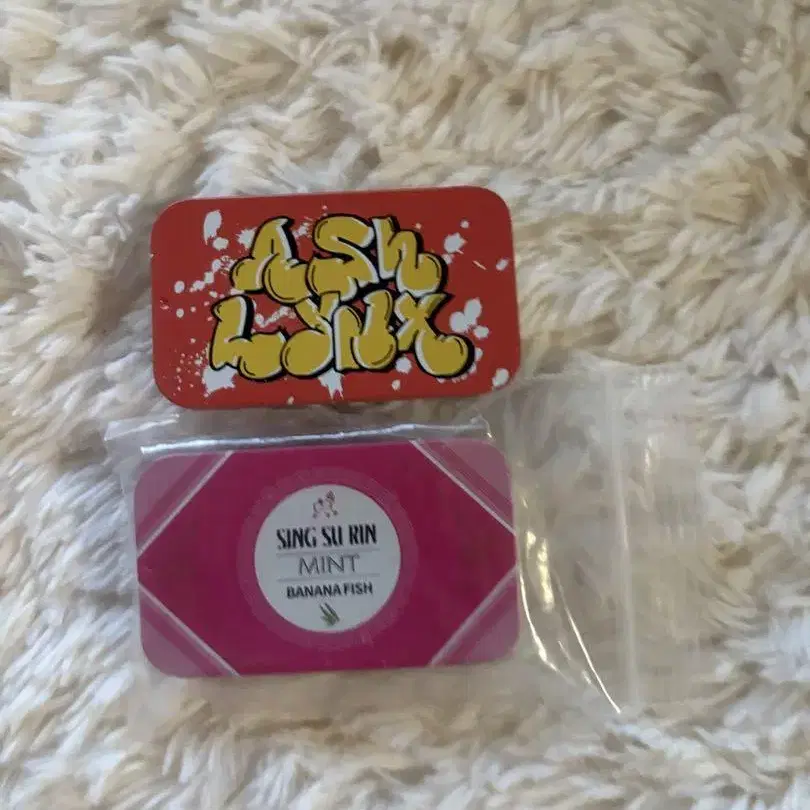 ASh
LYNX
SING SU RIN
MINT
BANANA FISH